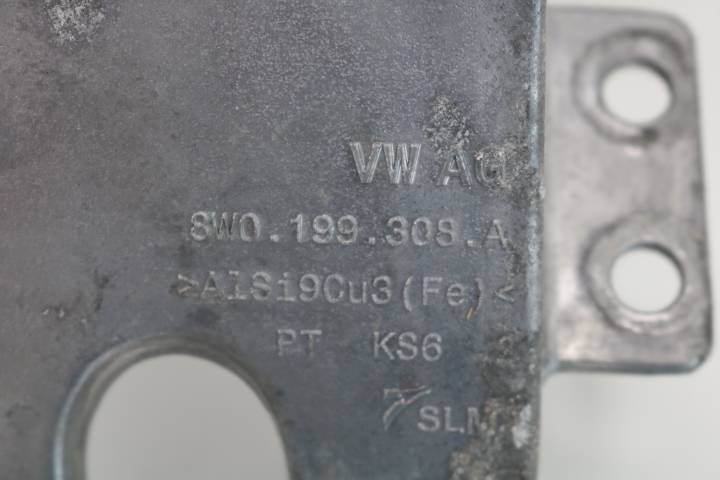 VW AG
8W0.199.308.A
>AlSi9Cu3(Fe)<
PT KS6
SLM